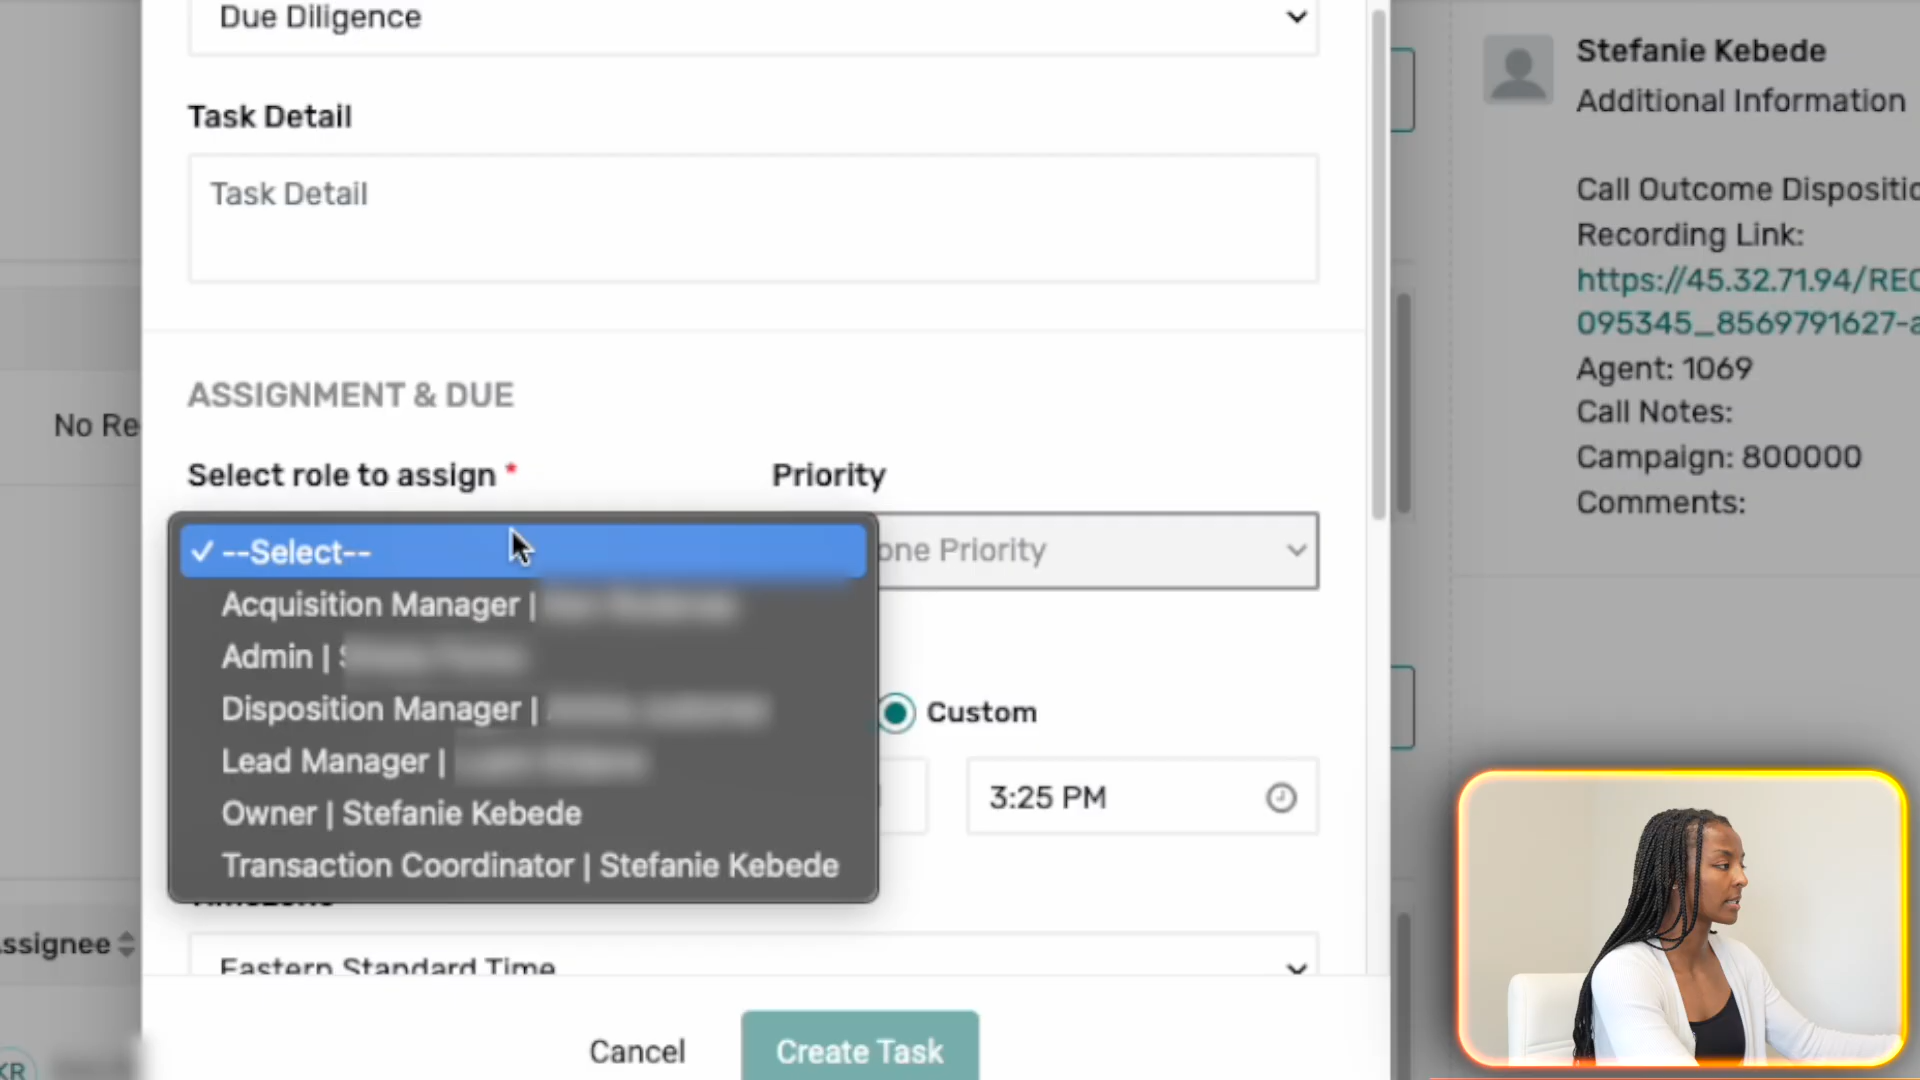 Due Diligence
Task Detail
Task Detail
ASSIGNMENT & DUE
Select role to assign *
Priority
--Select--
one Priority
Acquisition Manager |
Admin |
Disposition Manager |
Lead Manager |
Owner | Stefanie Kebede
Transaction Coordinator | Stefanie Kebede
Custom
3:25 PM
Eastern Standard Time
Cancel
Create Task
No Re
ssignee
KR
Stefanie Kebede
Additional Information
Call Outcome Dispositio
Recording Link:
https://45.32.71.94/REC
095345_8569791627-a
Agent: 1069
Call Notes:
Campaign: 800000
Comments: